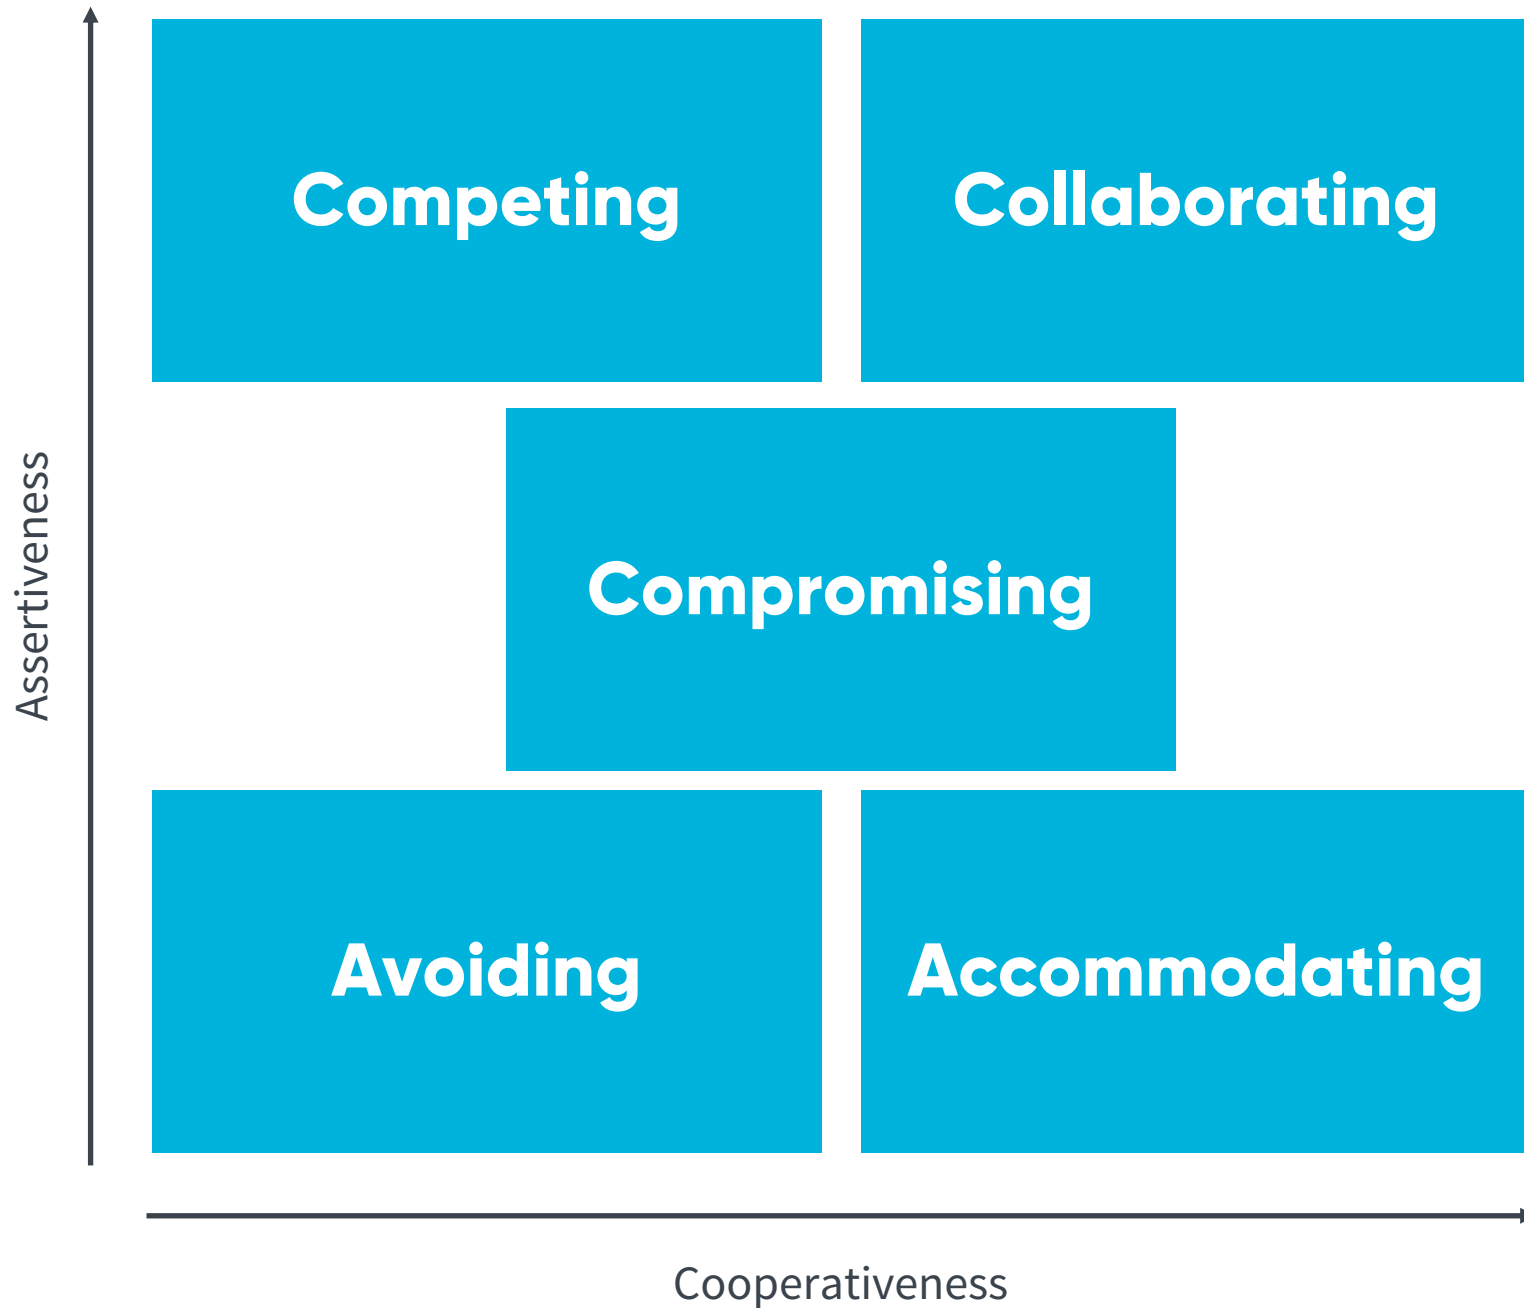 Competing
Collaborating
Assertiveness
Compromising
Avoiding
Accommodating
Cooperativeness